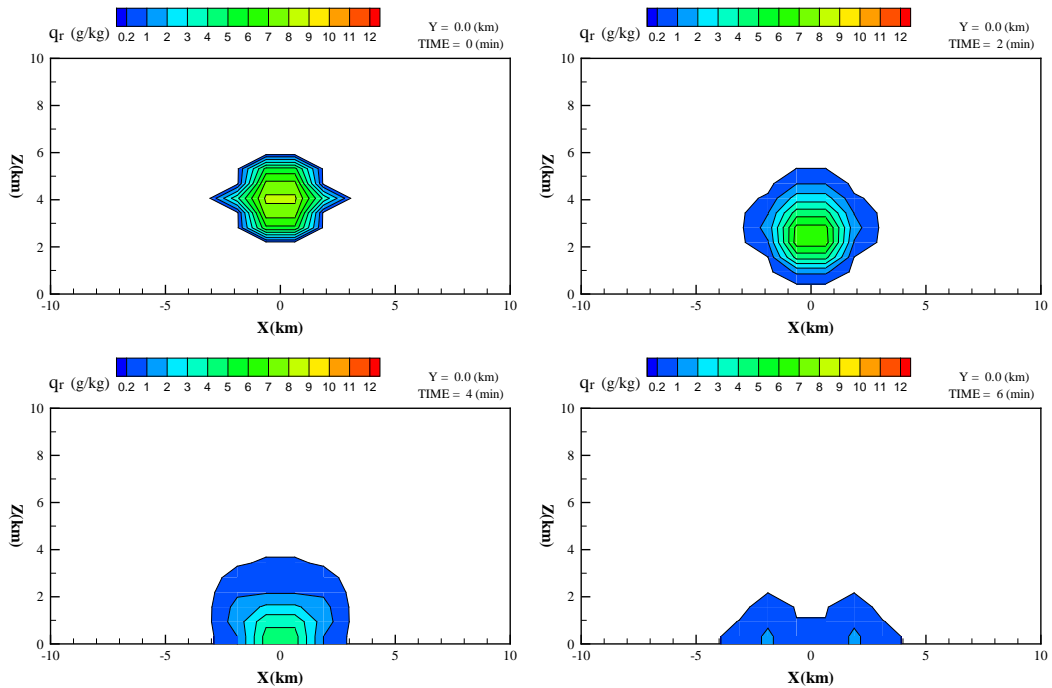 qr (g/kg) 0.2 1 2 3 4 5 6 7 8 9 10 11 12
Y = 0.0 (km)
TIME = 0 (min)
10
8
6
4
2
0
Z(km)
-10 -5 0 5 10
X(km)
qr (g/kg) 0.2 1 2 3 4 5 6 7 8 9 10 11 12
Y = 0.0 (km)
TIME = 2 (min)
10
8
6
4
2
0
Z(km)
-10 -5 0 5 10
X(km)
qr (g/kg) 0.2 1 2 3 4 5 6 7 8 9 10 11 12
Y = 0.0 (km)
TIME = 4 (min)
10
8
6
4
2
0
Z(km)
-10 -5 0 5 10
X(km)
qr (g/kg) 0.2 1 2 3 4 5 6 7 8 9 10 11 12
Y = 0.0 (km)
TIME = 6 (min)
10
8
6
4
2
0
Z(km)
-10 -5 0 5 10
X(km)